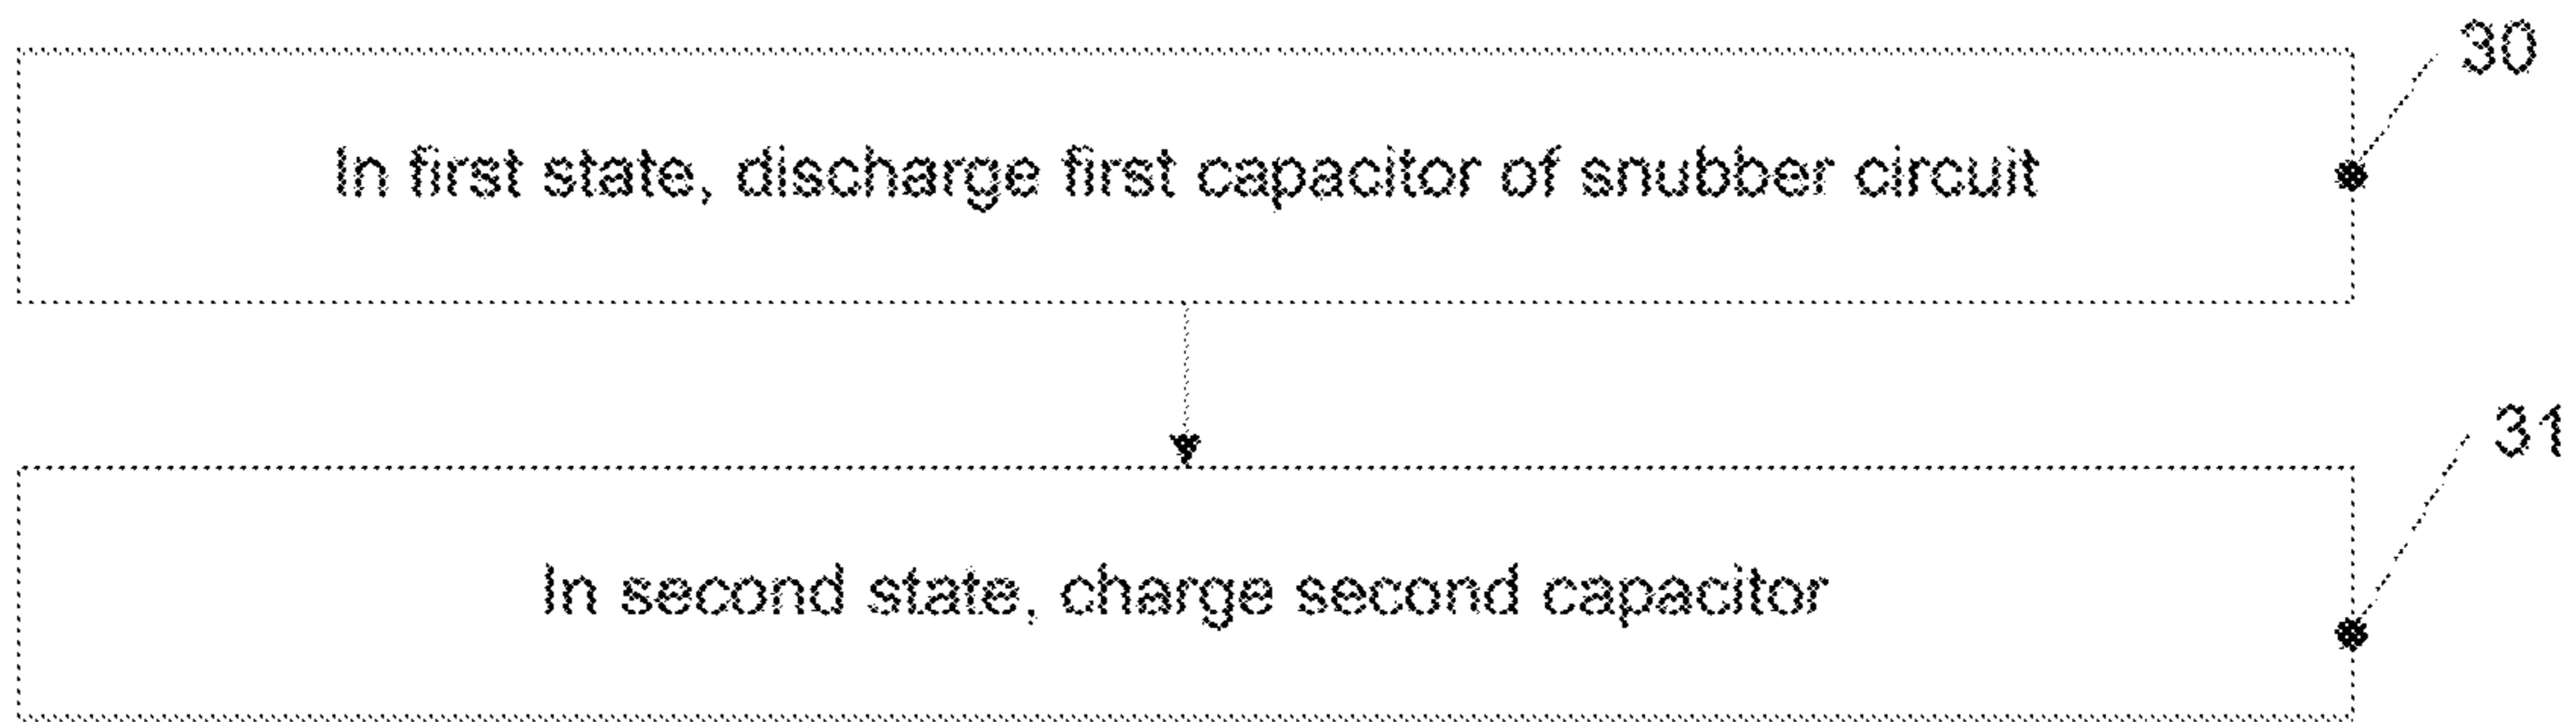 30
In first state, discharge first capacitor of snubber circuit
31
In second state, charge second capacitor